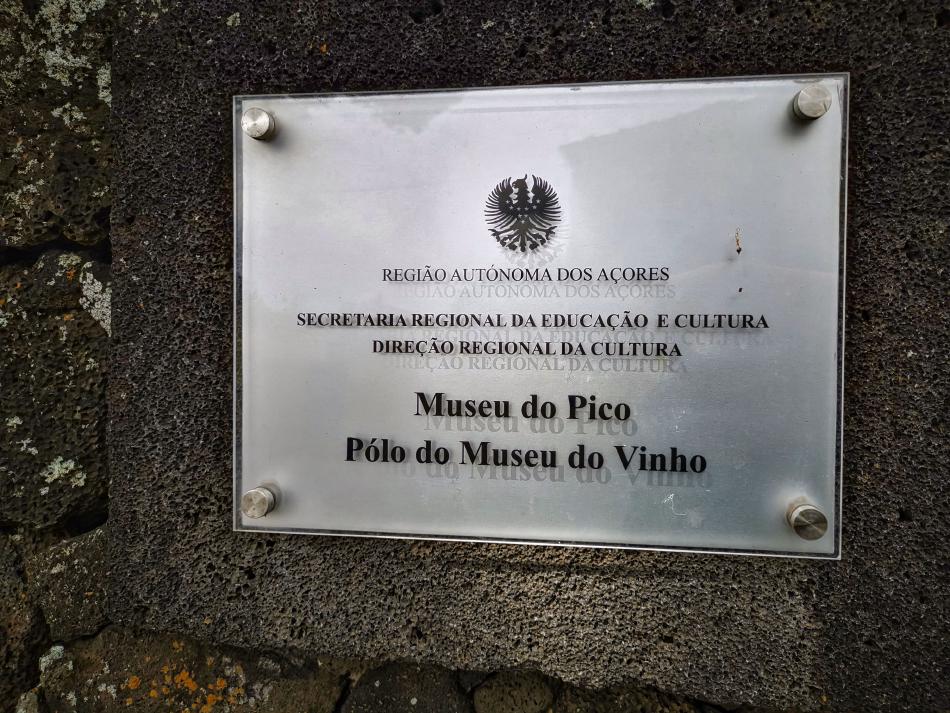 REGIÃO AUTÓNOMA DOS AÇORES
SECRETARIA REGIONAL DA EDUCAÇÃO E CULTURA
DIREÇÃO REGIONAL DA CULTURA
Museu do Pico
Pólo do Museu do Vinho